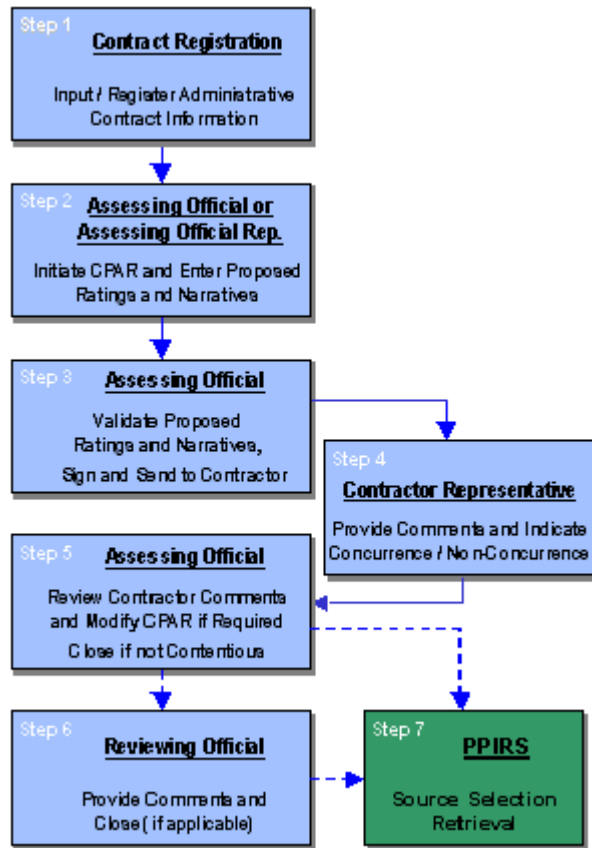 Step 1
Contract Registration
Input / Register Administrative
Contract Information
Step 2
Assessing Official or
Assessing Official Rep.
Initiate CPAR and Enter Proposed
Ratings and Narratives
Step 3
Assessing Official
Validate Proposed
Ratings and Narratives,
Sign and Send to Contractor
Step 4
Contractor Representative
Provide Comments and Indicate
Concurrence / Non-Concurrence
Step 5
Assessing Official
Review Contractor Comments
and Modify CPAR if Required
Close if not Contentious
Step 6
Reviewing Official
Provide Comments and
Close( if applicable)
Step 7
PPIRS
Source Selection
Retrieval